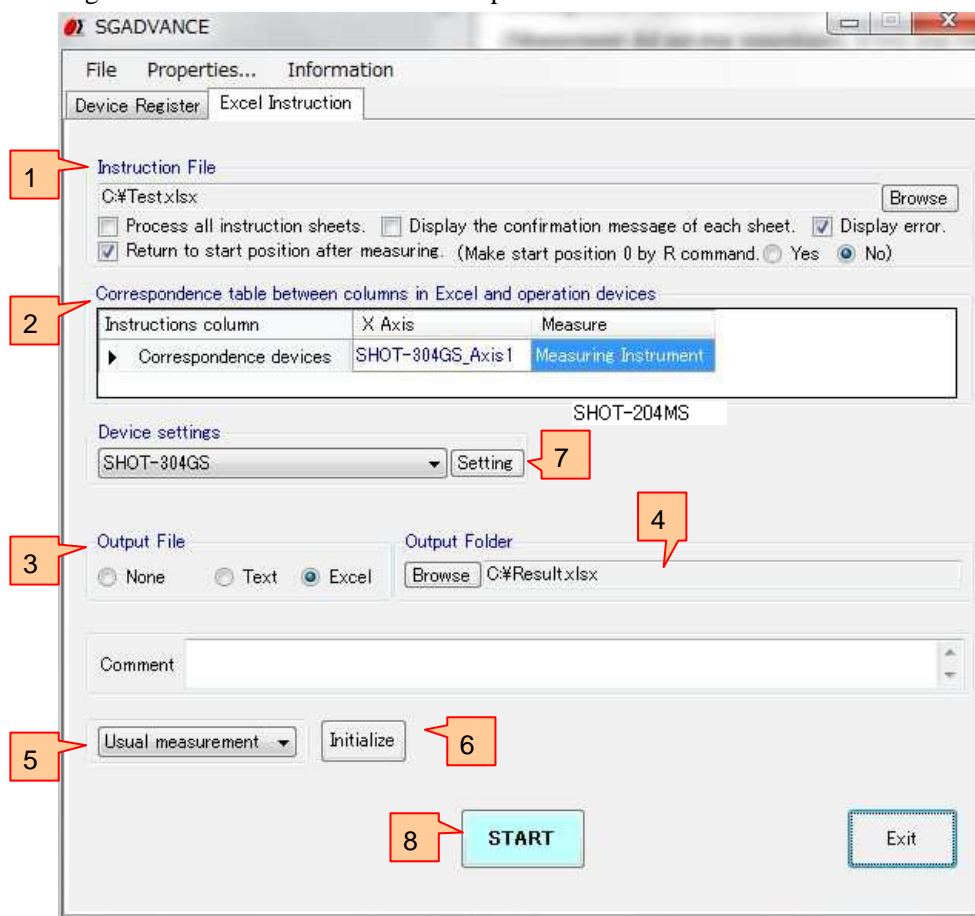 SGADVANCE
File Properties... Information
Device Register Excel Instruction
1
Instruction File
C:¥Test.xlsx Browse
Process all instruction sheets. Display the confirmation message of each sheet. Display error.
Return to start position after measuring. (Make start position 0 by R command. Yes No)
2
Correspondence table between columns in Excel and operation devices
Instructions column X Axis Measure
Correspondence devices SHOT-304GS_Axis1 Measuring Instrument
SHOT-204MS
Device settings
SHOT-304GS Setting 7
4
3
Output File Output Folder
None Text Excel Browse C:¥Result.xlsx
Comment
5
Usual measurement Initialize 6
8 START Exit